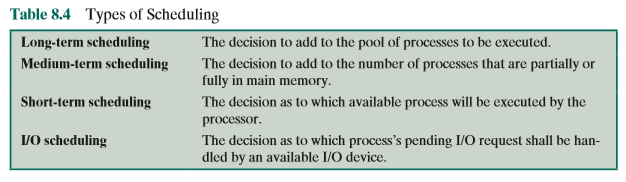 Table 8.4 Types of Scheduling
Long-term scheduling The decision to add to the pool of processes to be executed.
Medium-term scheduling The decision to add to the number of processes that are partially or
fully in main memory.
Short-term scheduling The decision as to which available process will be executed by the
processor.
I/O scheduling The decision as to which process's pending I/O request shall be han-
dled by an available I/O device.